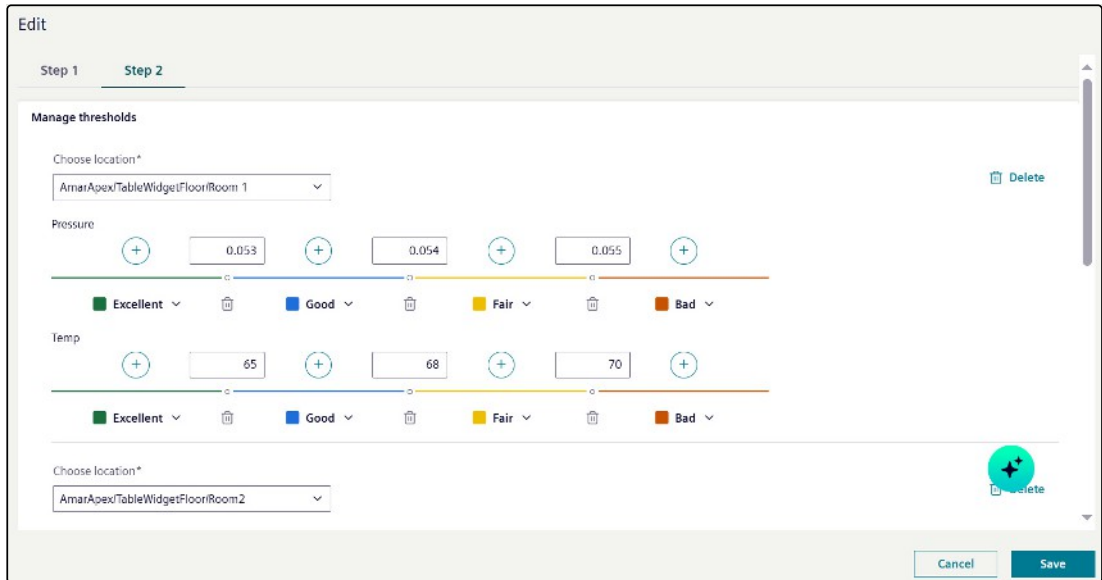 Edit
Step 1 Step 2
Manage thresholds
Choose location*
AmarApex/TableWidgetFloor/Room 1
Delete
Pressure
0.053 0.054 0.055
Excellent Good Fair Bad
Temp
65 68 70
Excellent Good Fair Bad
Choose location*
AmarApex/TableWidgetFloor/Room2
Delete
Cancel Save